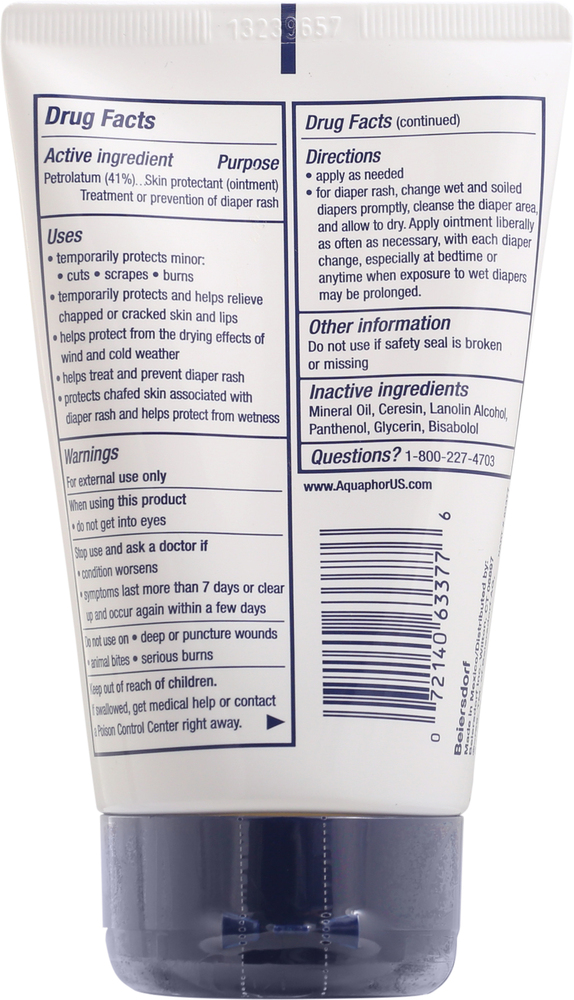 Drug Facts
Active ingredient Purpose
Petrolatum (41%)...Skin protectant (ointment)
Treatment or prevention of diaper rash
Uses
• temporarily protects minor:
• cuts • scrapes • burns
• temporarily protects and helps relieve
chapped or cracked skin and lips
• helps protect from the drying effects of
wind and cold weather
• helps treat and prevent diaper rash
• protects chafed skin associated with
diaper rash and helps protect from wetness
Warnings
For external use only
When using this product
• do not get into eyes
Stop use and ask a doctor if
• condition worsens
• symptoms last more than 7 days or clear
up and occur again within a few days
Do not use on • deep or puncture wounds
• animal bites • serious burns
Keep out of reach of children.
If swallowed, get medical help or contact
a Poison Control Center right away.
Drug Facts (continued)
Directions
• apply as needed
• for diaper rash, change wet and soiled
diapers promptly, cleanse the diaper area,
and allow to dry. Apply ointment liberally
as often as necessary, with each diaper
change, especially at bedtime or
anytime when exposure to wet diapers
may be prolonged.
Other information
Do not use if safety seal is broken
or missing
Inactive ingredients
Mineral Oil, Ceresin, Lanolin Alcohol,
Panthenol, Glycerin, Bisabolol
Questions? 1-800-227-4703
www.AquaphorUS.com
0 72140 63377 6
Beiersdorf
Made in Mexico/Distributed by: